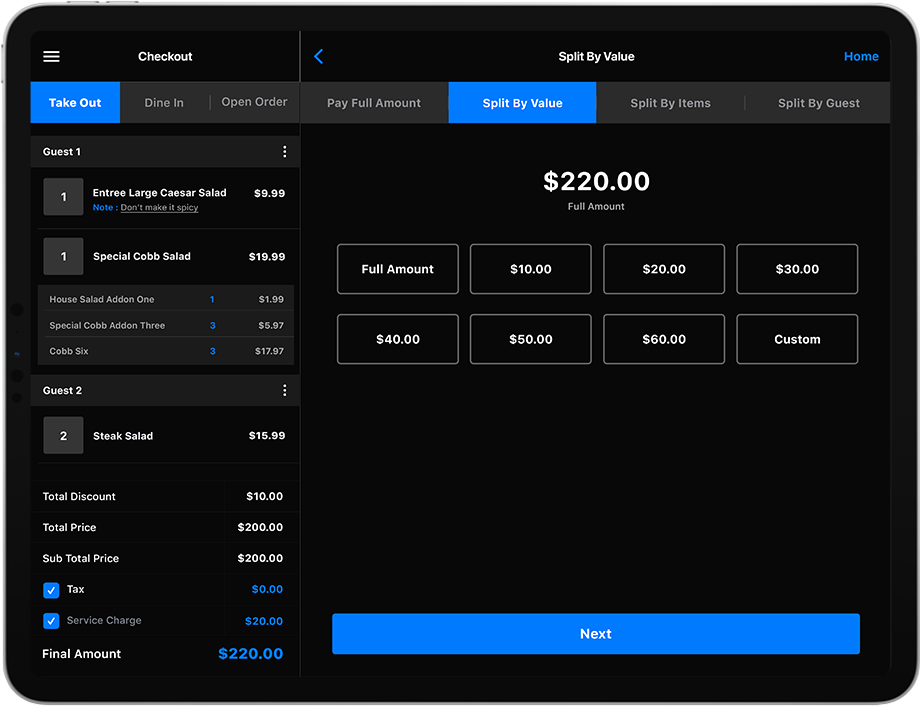 Checkout
Split By Value
Home
Take Out
Dine In
Open Order
Pay Full Amount
Split By Value
Split By Items
Split By Guest
Guest 1
1 Entree Large Caesar Salad $9.99
Note : Don't make it spicy
1 Special Cobb Salad $19.99
House Salad Addon One 1 $1.99
Special Cobb Addon Three 3 $5.97
Cobb Six 3 $17.97
Guest 2
2 Steak Salad $15.99
Total Discount $10.00
Total Price $200.00
Sub Total Price $200.00
Tax $0.00
Service Charge $20.00
Final Amount $220.00
$220.00
Full Amount
Full Amount $10.00 $20.00 $30.00
$40.00 $50.00 $60.00 Custom
Next